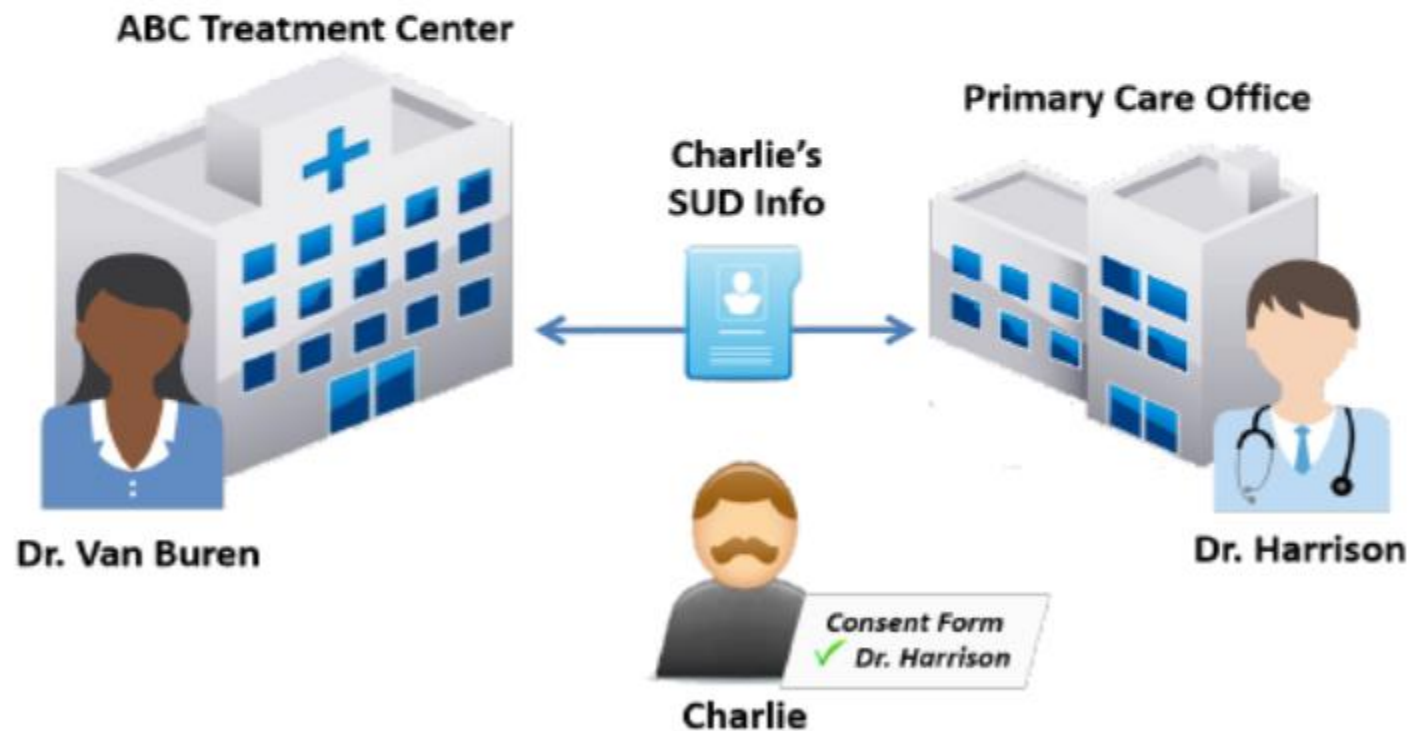 ABC Treatment Center
Primary Care Office
Charlie's
SUD Info
Dr. Van Buren
Dr. Harrison
Consent Form
✓ Dr. Harrison
Charlie